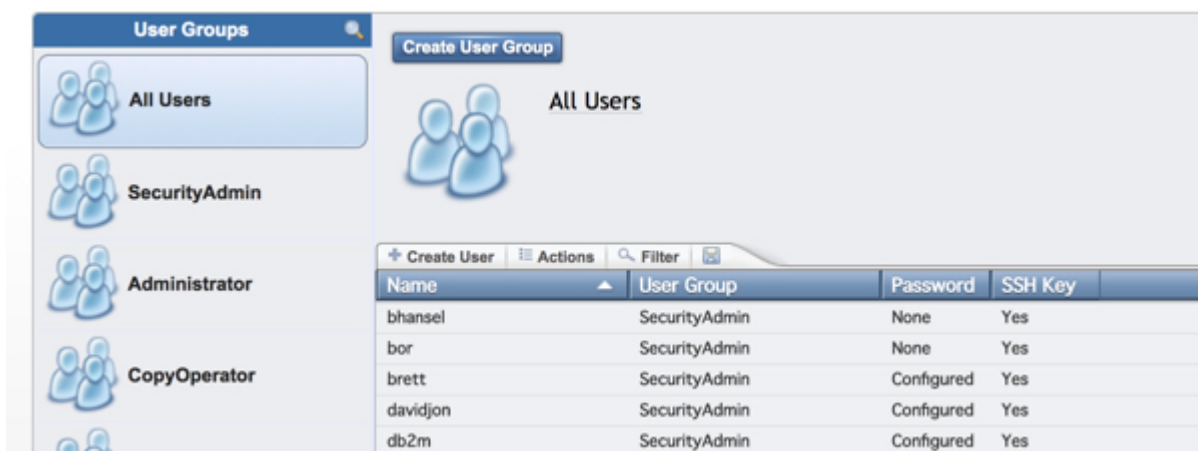 User Groups
All Users
SecurityAdmin
Administrator
CopyOperator
Create User Group
All Users
Create User Actions Filter
Name User Group Password SSH Key
bhansel SecurityAdmin None Yes
bor SecurityAdmin None Yes
brett SecurityAdmin Configured Yes
davidjon SecurityAdmin Configured Yes
db2m SecurityAdmin Configured Yes